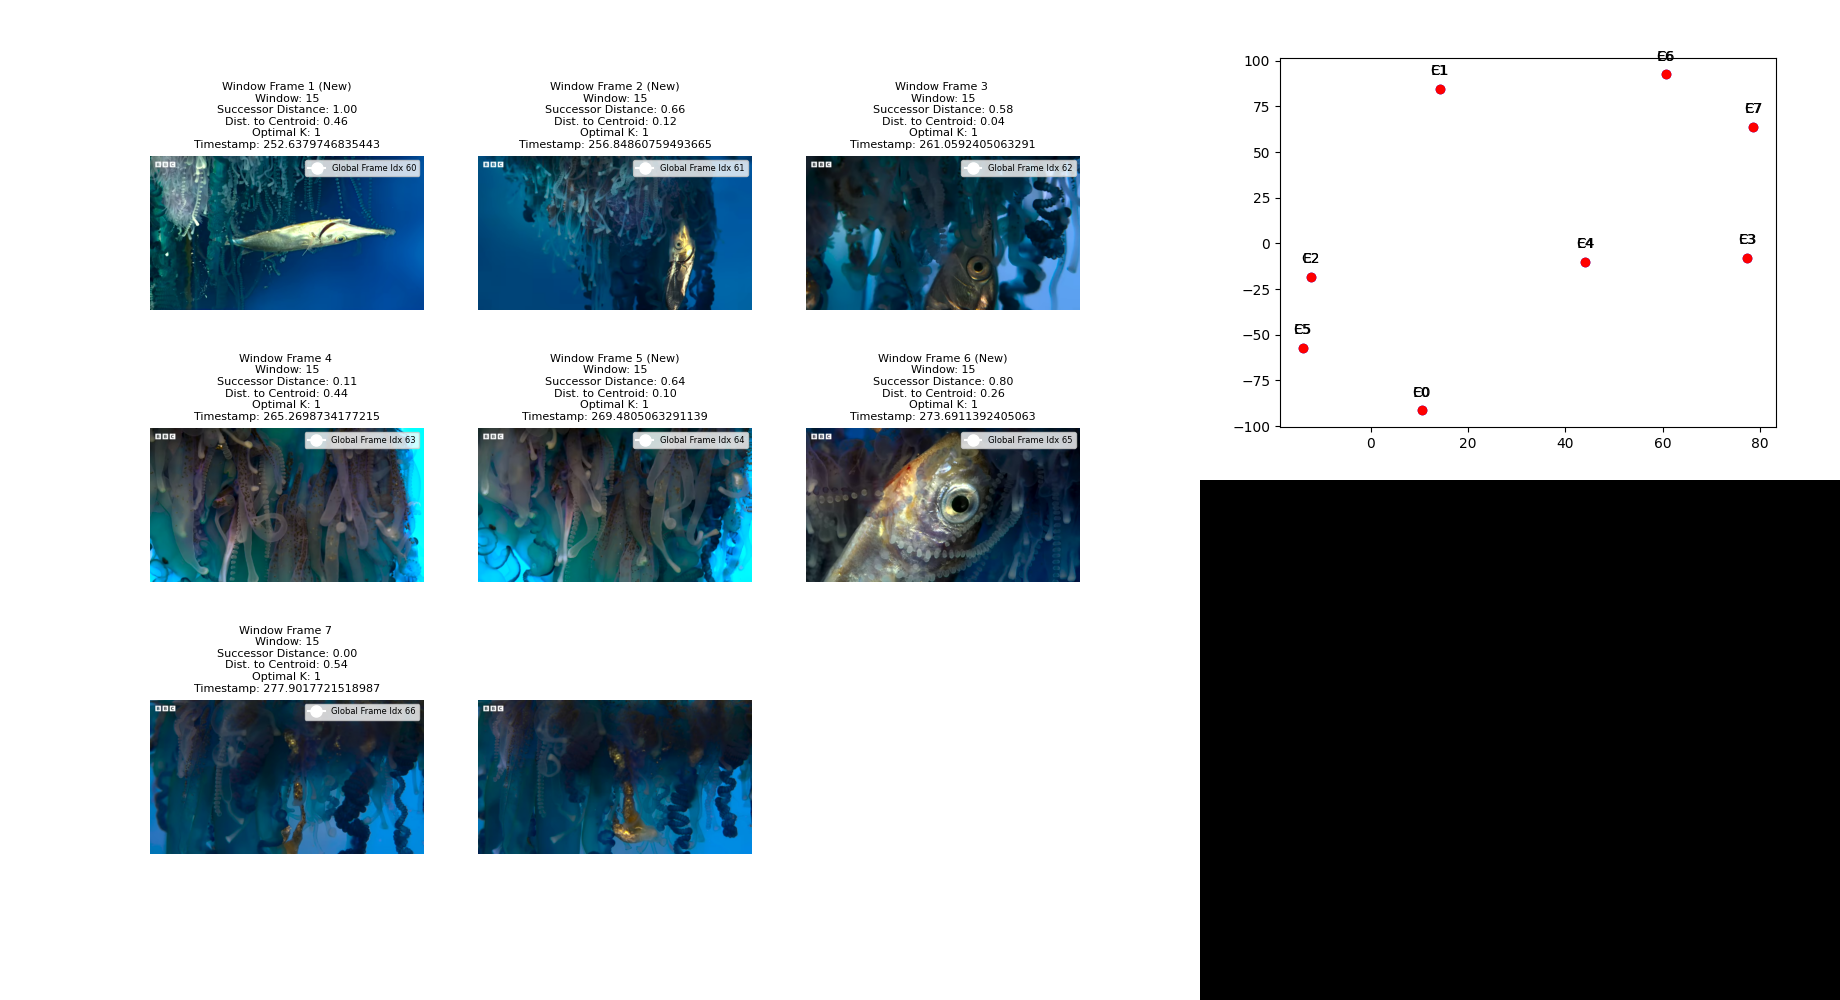 Window Frame 1 (New)
Window: 15
Successor Distance: 1.00
Dist. to Centroid: 0.46
Optimal K: 1
Timestamp: 252.6379746835443
BBC
Global Frame Idx 60
Window Frame 2 (New)
Window: 15
Successor Distance: 0.66
Dist. to Centroid: 0.12
Optimal K: 1
Timestamp: 256.84860759493665
BBC
Global Frame Idx 61
Window Frame 3
Window: 15
Successor Distance: 0.58
Dist. to Centroid: 0.04
Optimal K: 1
Timestamp: 261.0592405063291
BBC
Global Frame Idx 62
Window Frame 4
Window: 15
Successor Distance: 0.11
Dist. to Centroid: 0.44
Optimal K: 1
Timestamp: 265.2698734177215
BBC
Global Frame Idx 63
Window Frame 5 (New)
Window: 15
Successor Distance: 0.64
Dist. to Centroid: 0.10
Optimal K: 1
Timestamp: 269.4805063291139
BBC
Global Frame Idx 64
Window Frame 6 (New)
Window: 15
Successor Distance: 0.80
Dist. to Centroid: 0.26
Optimal K: 1
Timestamp: 273.6911392405063
BBC
Global Frame Idx 65
Window Frame 7
Window: 15
Successor Distance: 0.00
Dist. to Centroid: 0.54
Optimal K: 1
Timestamp: 277.9017721518987
BBC
Global Frame Idx 66
BBC
100
75
50
25
0
−25
−50
−75
−100
0
20
40
60
80